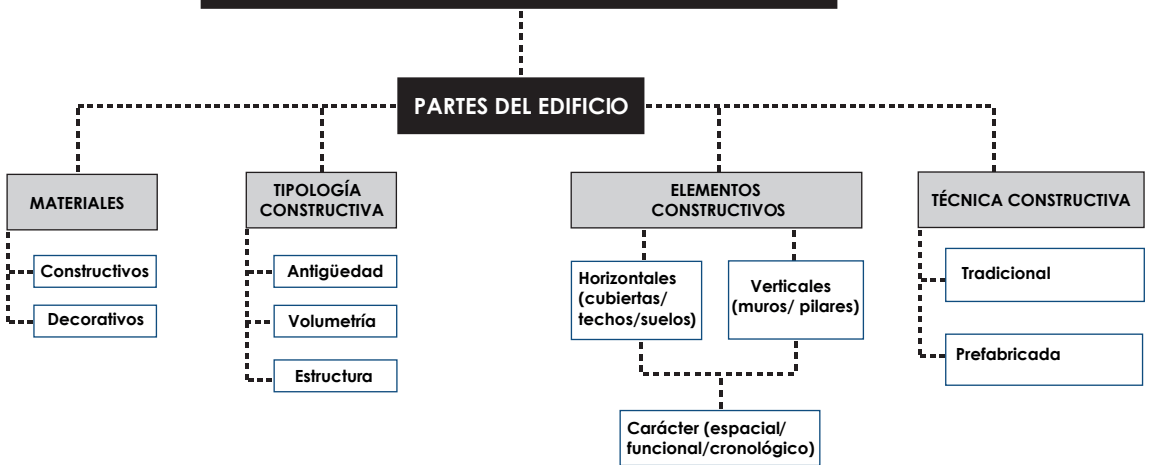 PARTES DEL EDIFICIO
MATERIALES
Constructivos
Decorativos
TIPOLOGÍA
CONSTRUCTIVA
Antigüedad
Volumetría
Estructura
ELEMENTOS
CONSTRUCTIVOS
Horizontales
(cubiertas/
techos/suelos)
Verticales
(muros/ pilares)
Carácter (espacial/
funcional/cronológico)
TÉCNICA CONSTRUCTIVA
Tradicional
Prefabricada